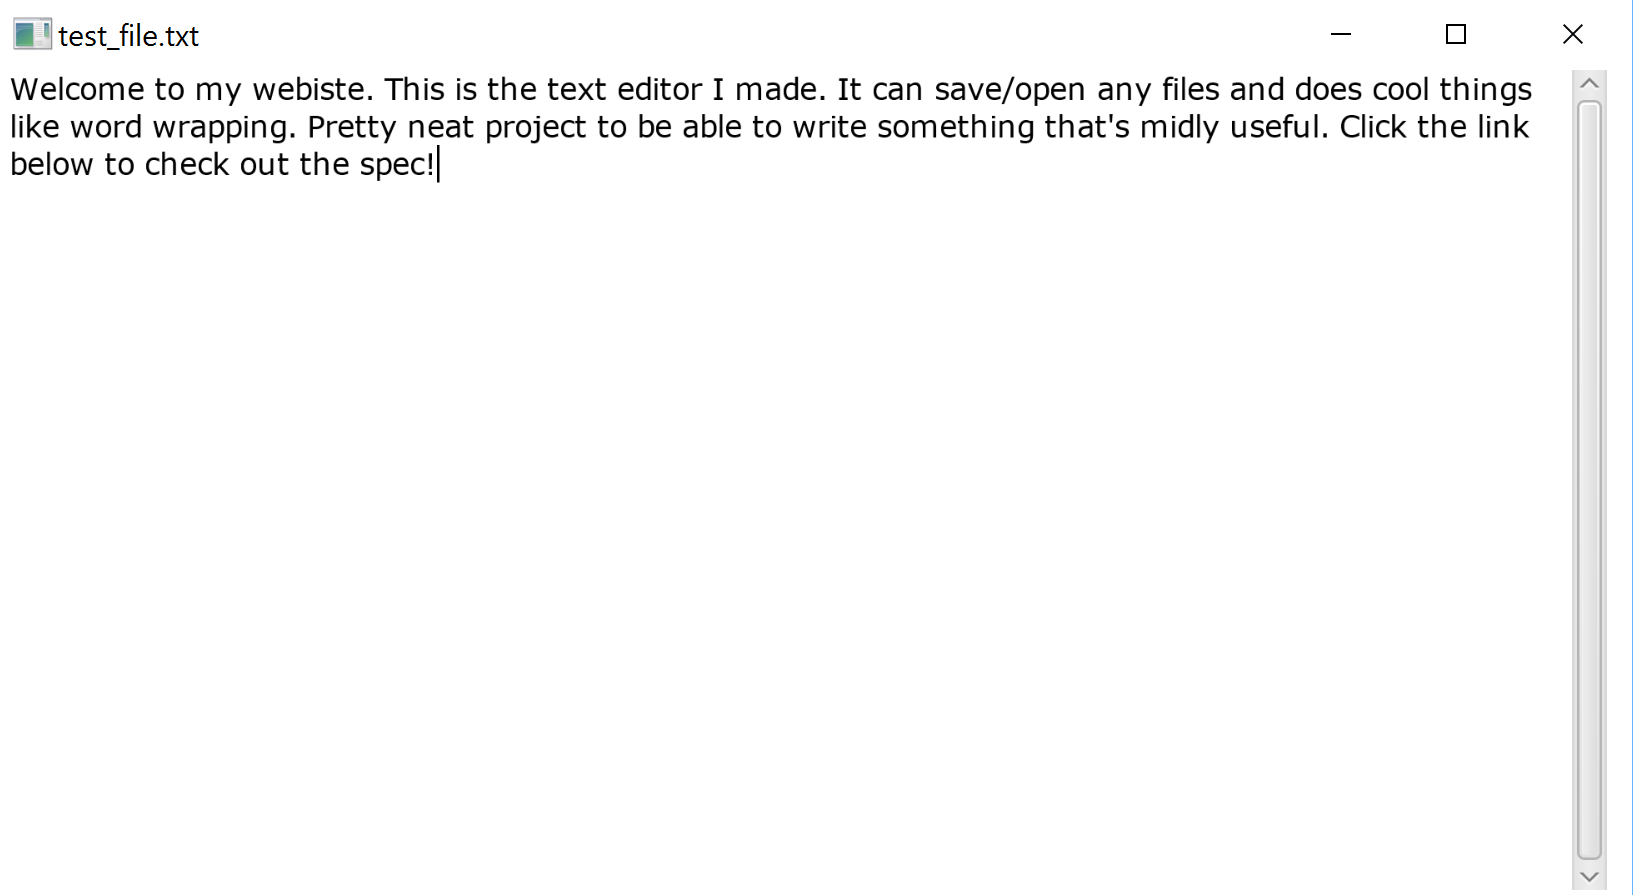 test_file.txt
Welcome to my webiste. This is the text editor I made. It can save/open any files and does cool things
like word wrapping. Pretty neat project to be able to write something that's midly useful. Click the link
below to check out the spec!